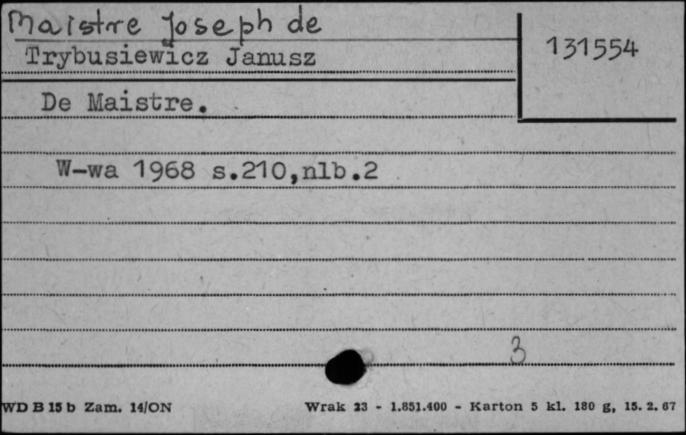 Maistre Joseph de
131554
Trybusiewicz Janusz
De Maistre.
W-wa 1968 s.210,nlb.2
3
WD B 15 b Zam. 14/ON Wrak 23 - 1.851.400 - Karton 5 kl. 180 g, 15. 2. 67